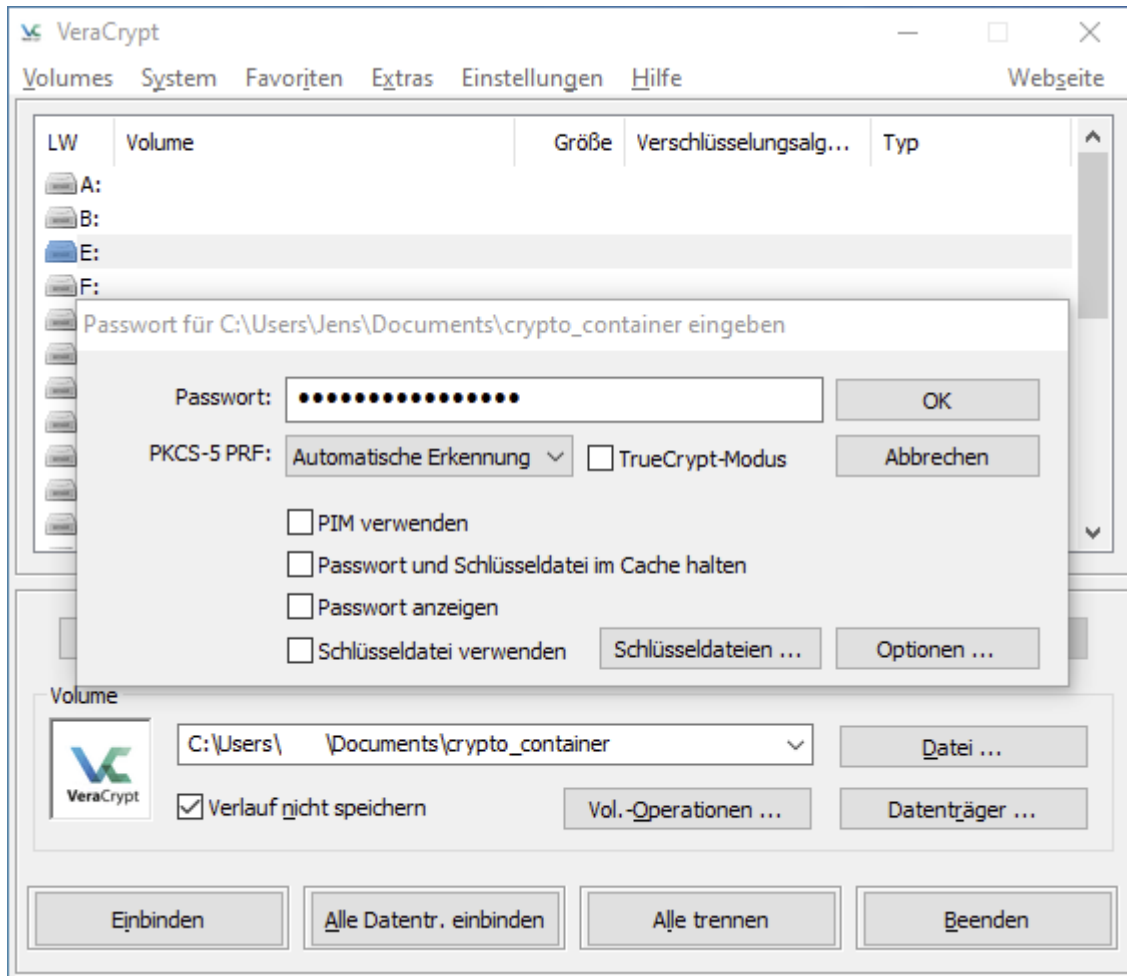 VeraCrypt
Volumes System Favoriten Extras Einstellungen Hilfe Webseite
LW Volume Größe Verschlüsselungsalg... Typ
A:
B:
E:
F:
Passwort für C:\Users\Jens\Documents\crypto_container eingeben
Passwort: •••••••••••••••• OK
PKCS-5 PRF: Automatische Erkennung TrueCrypt-Modus Abbrechen
PIM verwenden
Passwort und Schlüsseldatei im Cache halten
Passwort anzeigen
Schlüsseldatei verwenden Schlüsseldateien ... Optionen ...
Volume
C:\Users\ \Documents\crypto_container Datei ...
VeraCrypt
Verlauf nicht speichern Vol.-Operationen ... Datenträger ...
Einbinden Alle Datentr. einbinden Alle trennen Beenden